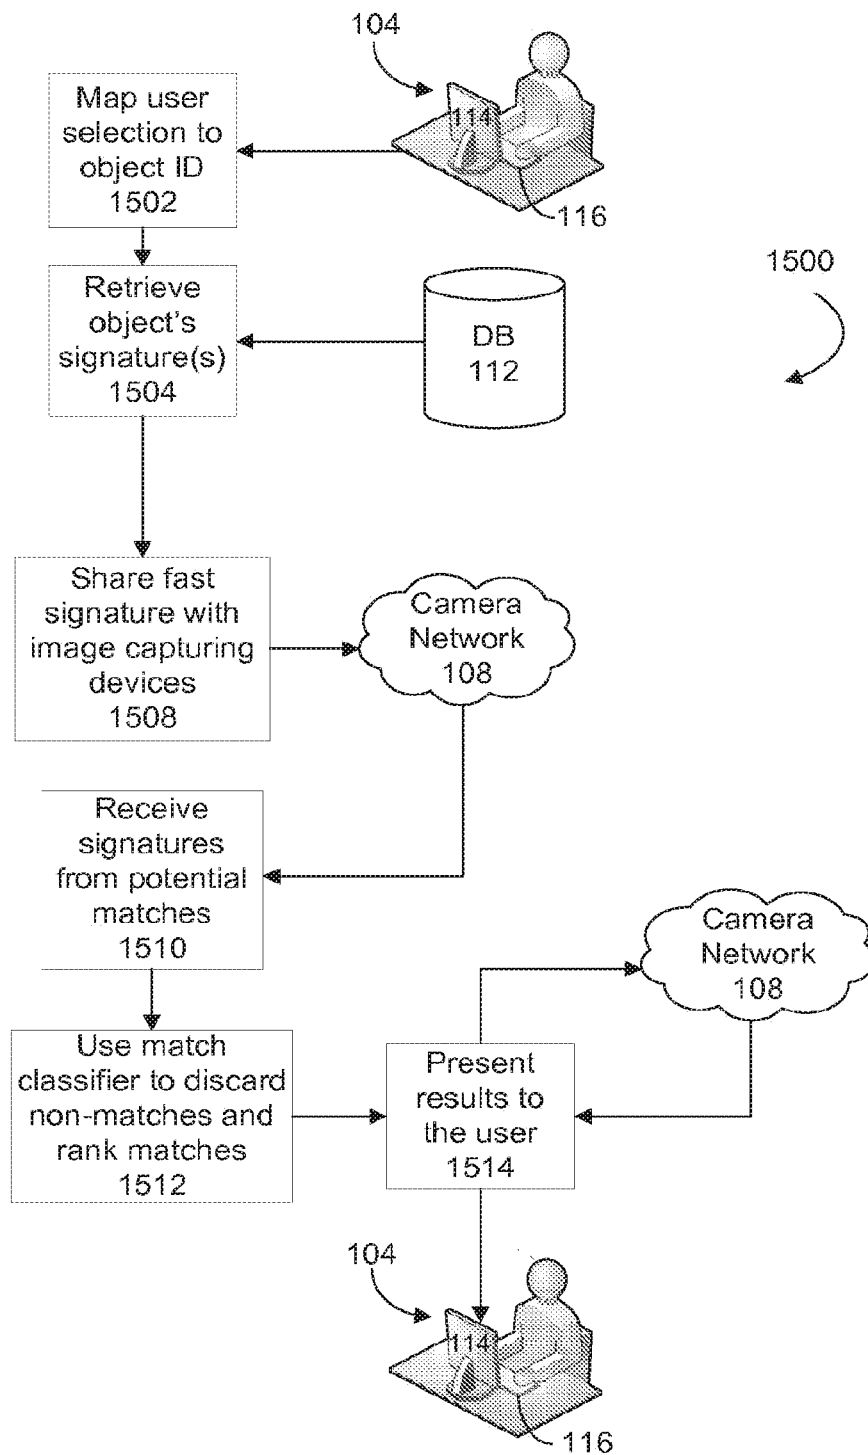 104
114
116
Map user
selection to
object ID
1502
1500
Retrieve
object's
signature(s)
1504
DB
112
Share fast
signature with
image capturing
devices
1508
Camera
Network
108
Receive
signatures
from potential
matches
1510
Camera
Network
108
Use match
classifier to discard
non-matches and
rank matches
1512
Present
results to
the user
1514
104
114
116